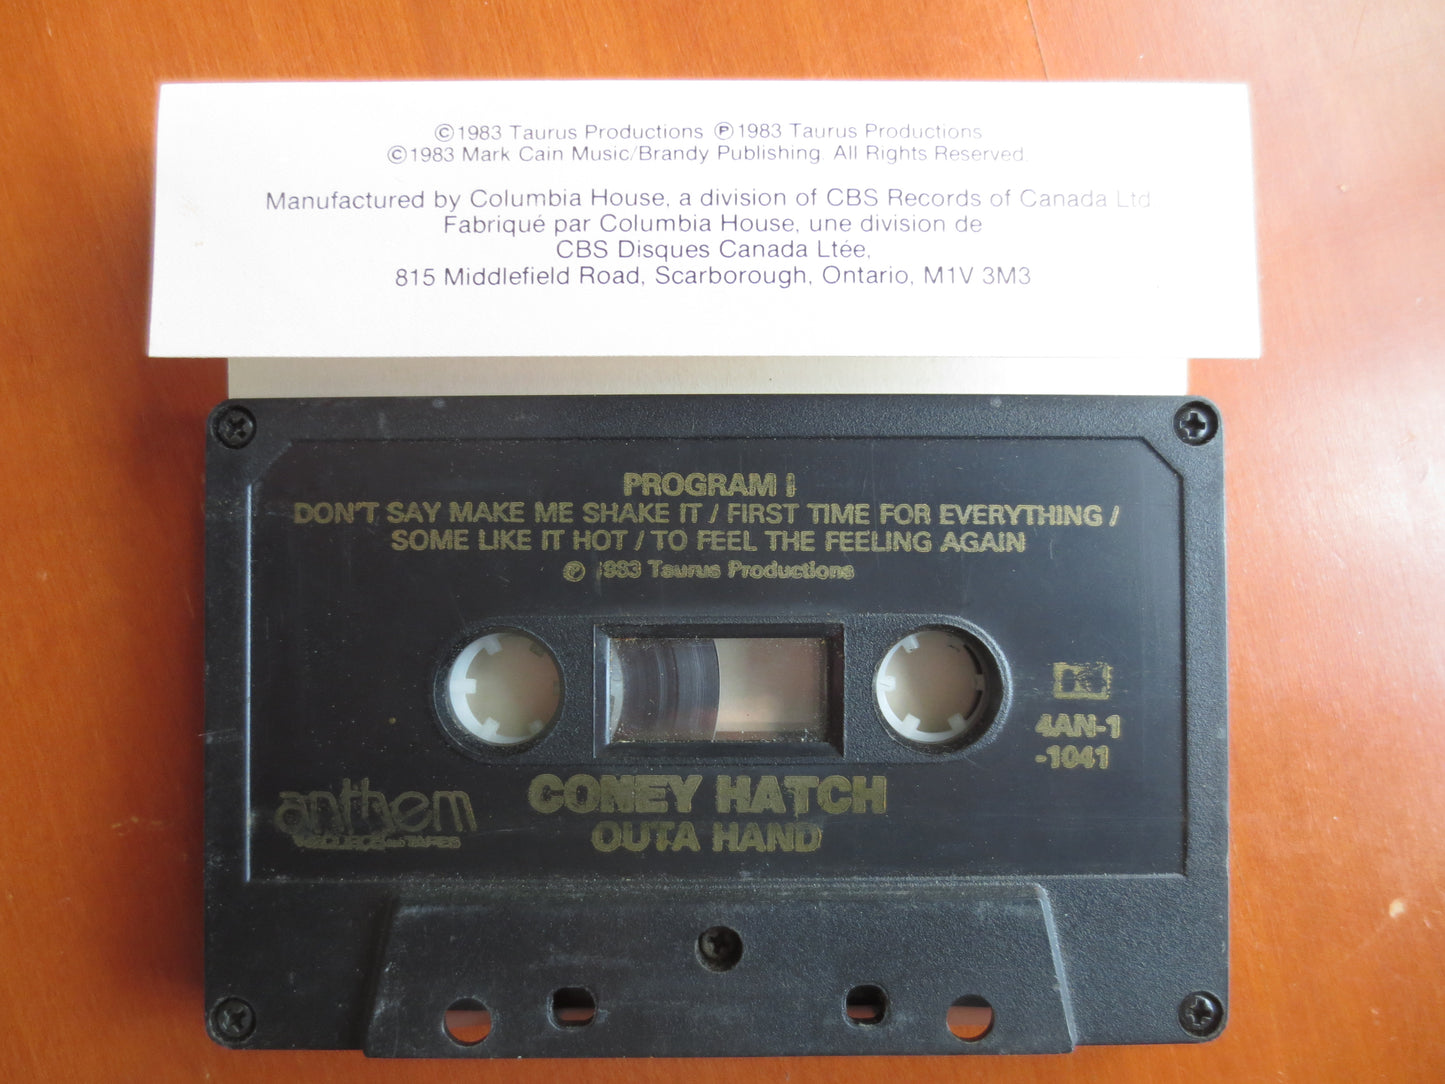 ©1983 Taurus Productions ℗1983 Taurus Productions
©1983 Mark Cain Music/Brandy Publishing. All Rights Reserved.
Manufactured by Columbia House, a division of CBS Records of Canada Ltd
Fabriqué par Columbia House, une division de
CBS Disques Canada Ltée,
815 Middlefield Road, Scarborough, Ontario, M1V 3M3
PROGRAM I
DON'T SAY MAKE ME SHAKE IT / FIRST TIME FOR EVERYTHING /
SOME LIKE IT HOT / TO FEEL THE FEELING AGAIN
℗ 1983 Taurus Productions
4AN-1
-1041
CONEY HATCH
OUTA HAND
anthem
TAPES